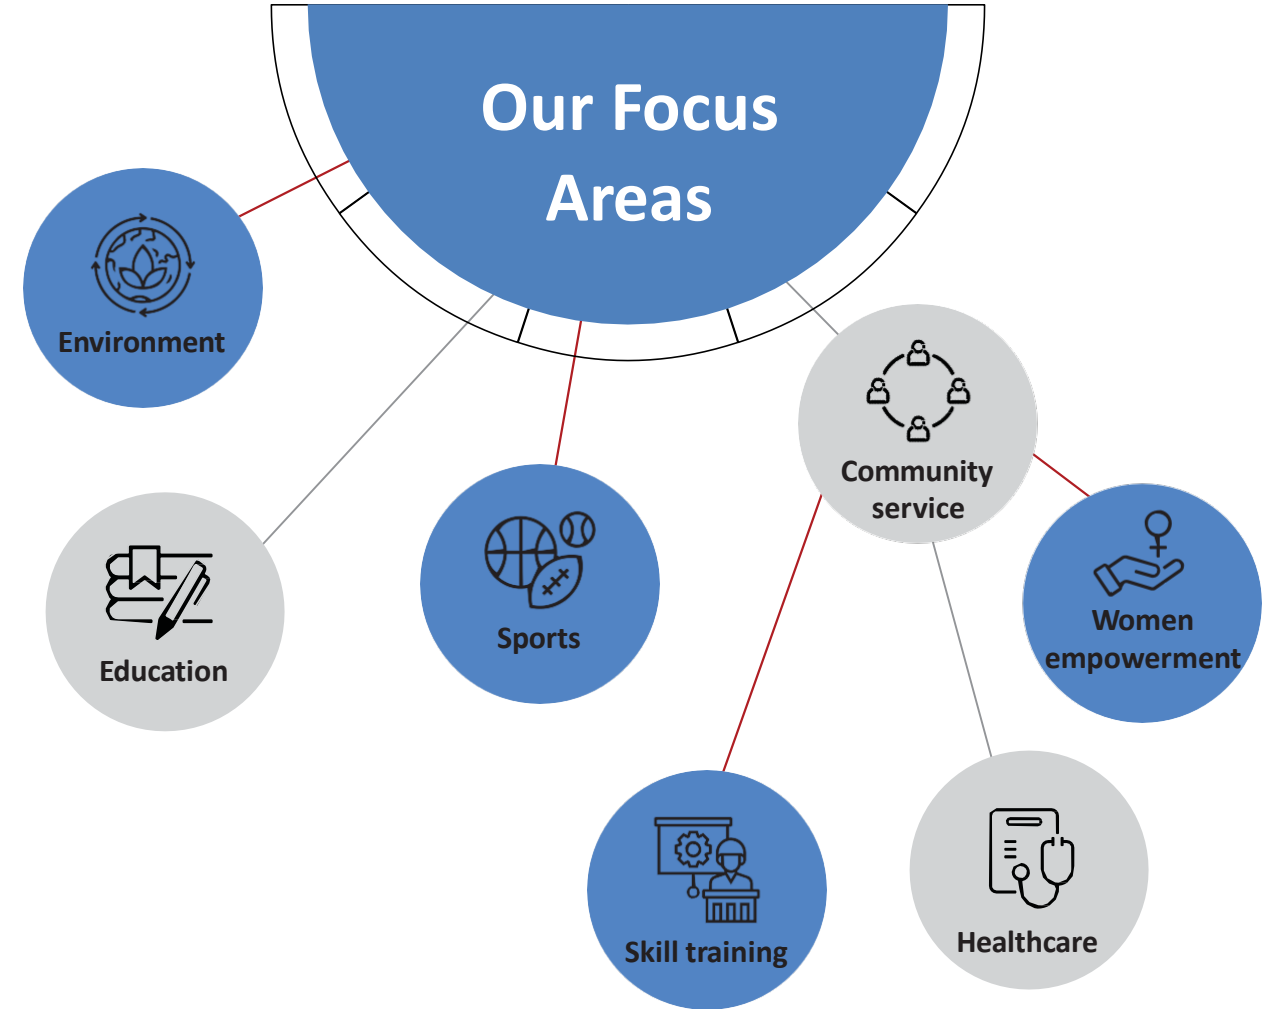 Our Focus
Areas
Environment
Education
Sports
Community
service
Women
empowerment
Skill training
Healthcare